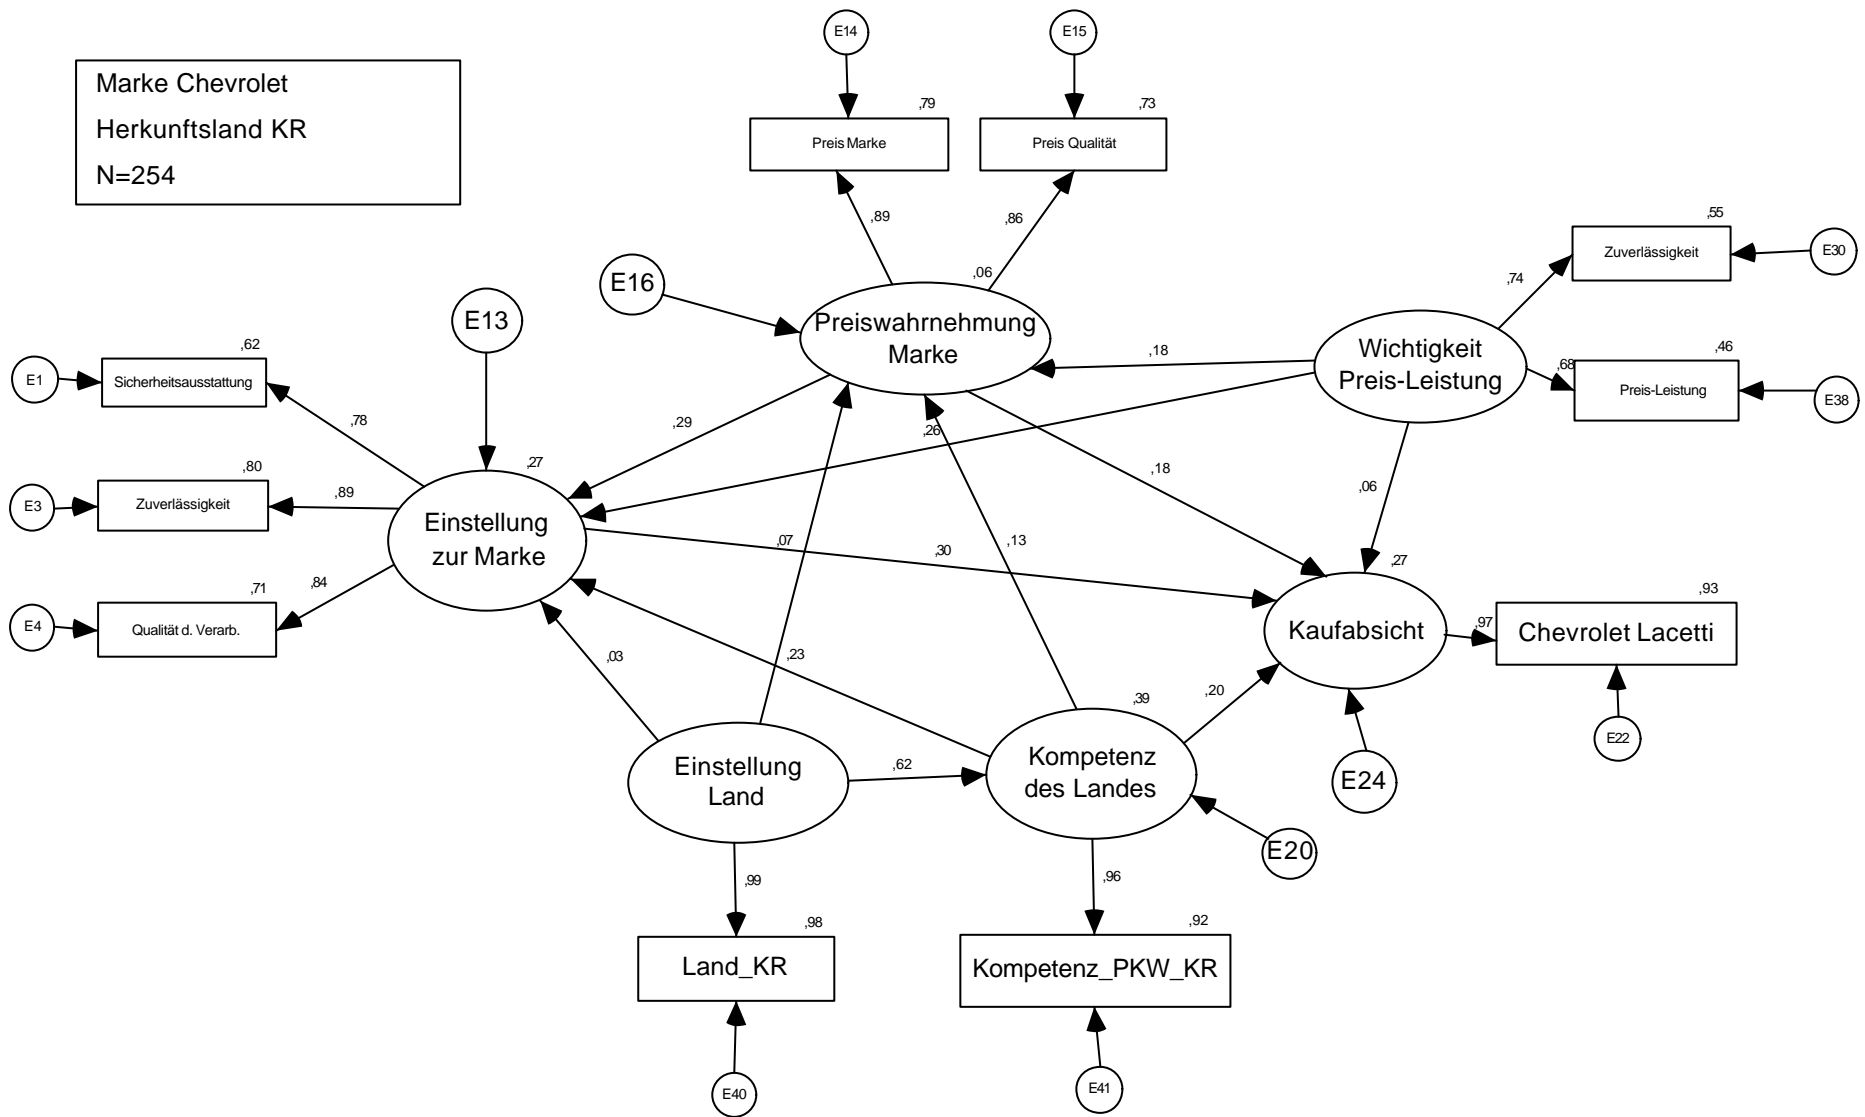 Marke Chevrolet
Herkunftsland KR
N=254
E14
E15
,79
,73
Preis Marke
Preis Qualität
,89
,86
,55
Zuverlässigkeit
E30
E16
,06
,74
E13
Preiswahrnehmung
Marke
Wichtigkeit
Preis-Leistung
,18
,68
,46
Preis-Leistung
E38
,62
E1
Sicherheitsausstattung
,78
,29
,26
,18
,06
,80
E3
Zuverlässigkeit
,89
,27
Einstellung
zur Marke
,07
,30
,13
,27
,71
,84
E4
Qualität d. Verarb.
Kaufabsicht
,97
,93
Chevrolet Lacetti
,03
,23
,39
,20
E22
Einstellung
Land
,62
Kompetenz
des Landes
E24
E20
,99
,96
,98
,92
Land_KR
Kompetenz_PKW_KR
E40
E41